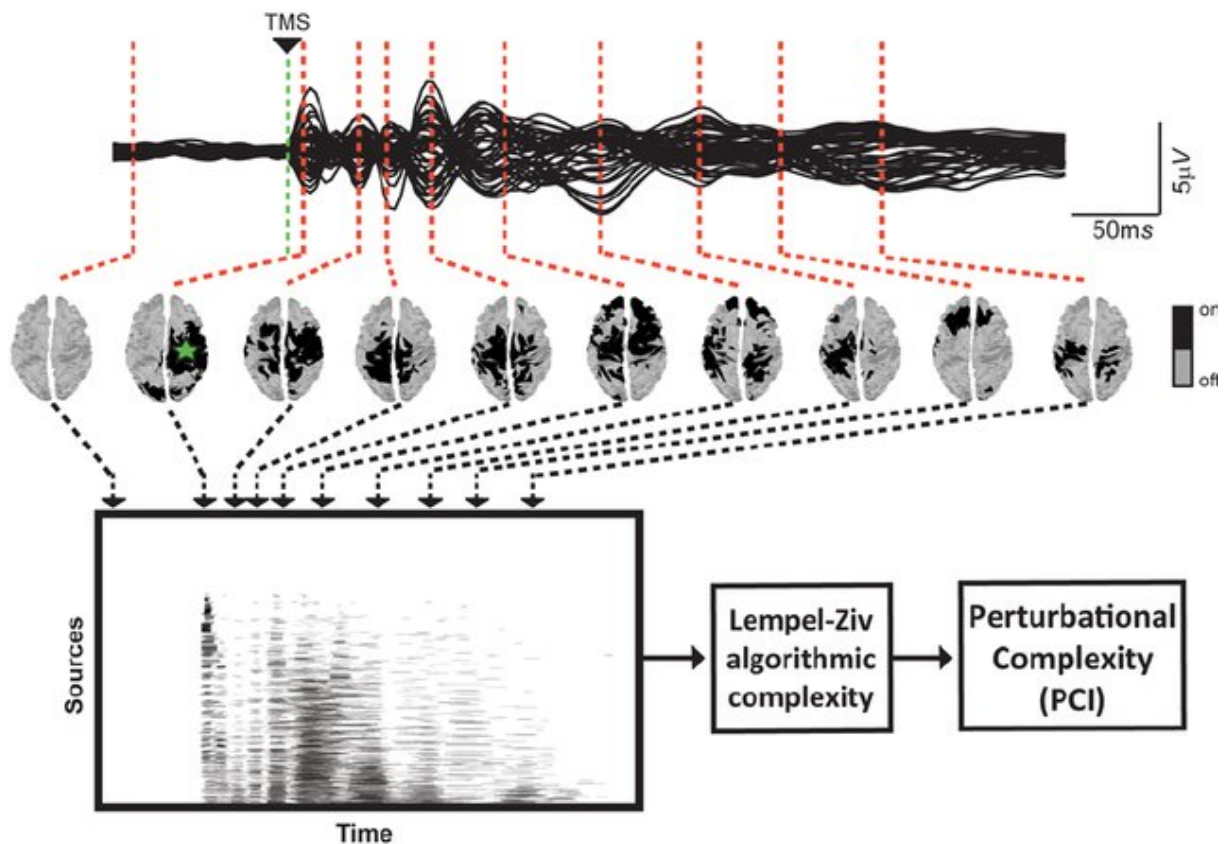 TMS
5μV
50ms
on
off
Sources
Time
Lempel-Ziv
algorithmic
complexity
Perturbational
Complexity
(PCI)